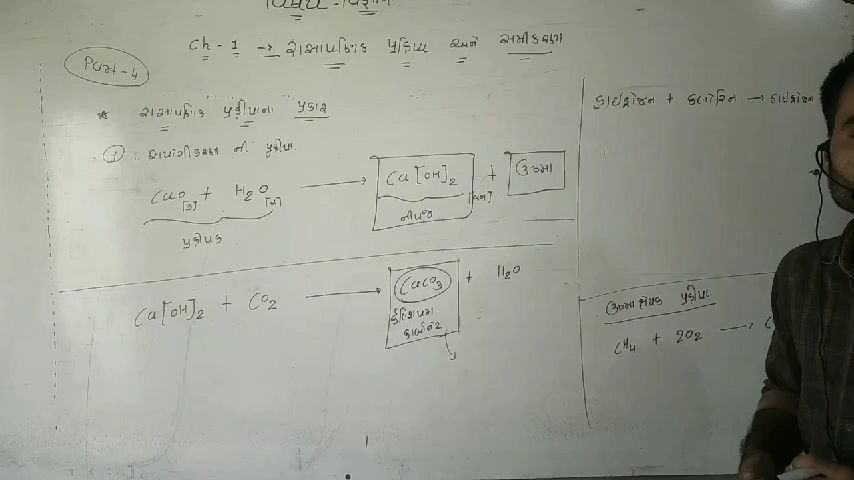 વિષય - વિજ્ઞાન
Ch - 1 → રાસાયણિક પ્રક્રિયા અને સમીકરણો
Part-4
* રાસાયણિક પ્રક્રીયાના પ્રકાર
① સંયોગીકરણ ની પ્રક્રીયા.
CaO + H2O → Ca[OH]2 + ઉષ્મા
નીપજ
પ્રક્રીયક
Ca[OH]2 + CO2 → CaCO3 + H2O
કેલ્શિયમ
કાર્બોનેટ
હાઇડ્રોજન + કલોરિન → હાઇડ્રોજન
ઉષ્માક્ષેપક પ્રક્રીયા
CH4 + 2O2 → C